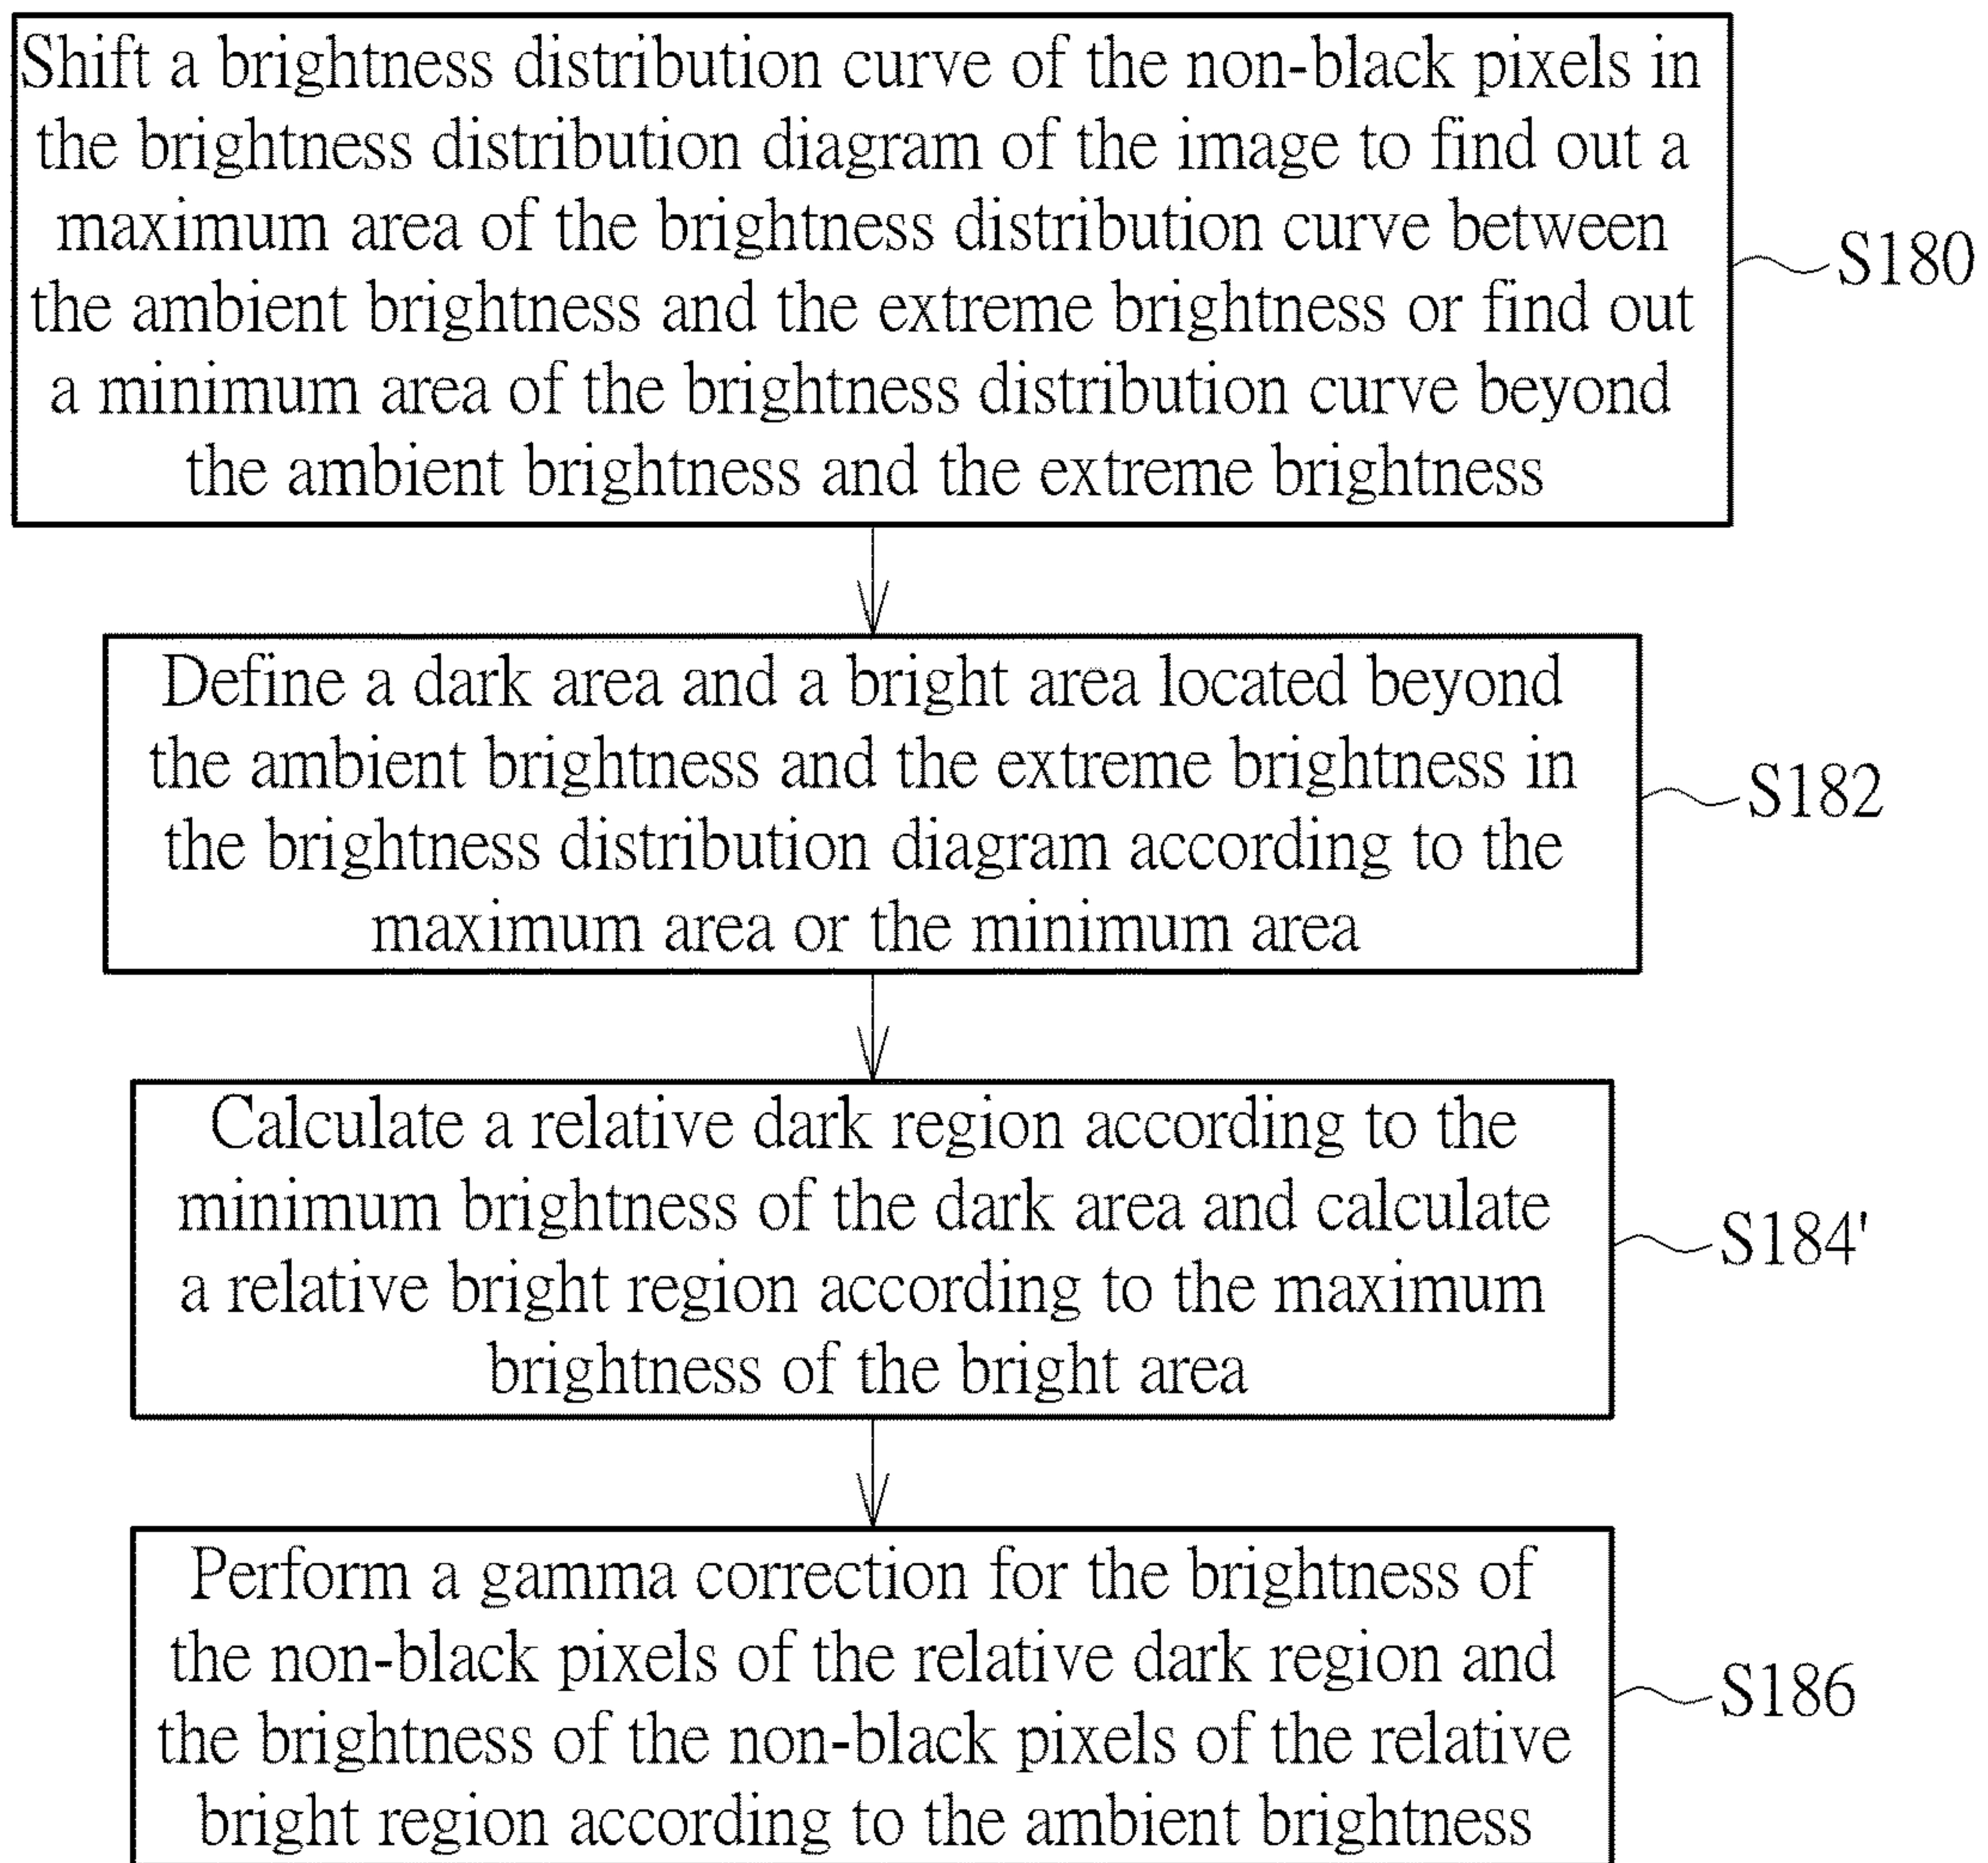 Shift a brightness distribution curve of the non-black pixels in
the brightness distribution diagram of the image to find out a
maximum area of the brightness distribution curve between
the ambient brightness and the extreme brightness or find out
a minimum area of the brightness distribution curve beyond
the ambient brightness and the extreme brightness
S180
Define a dark area and a bright area located beyond
the ambient brightness and the extreme brightness in
the brightness distribution diagram according to the
maximum area or the minimum area
S182
Calculate a relative dark region according to the
minimum brightness of the dark area and calculate
a relative bright region according to the maximum
brightness of the bright area
S184'
Perform a gamma correction for the brightness of
the non-black pixels of the relative dark region and
the brightness of the non-black pixels of the relative
bright region according to the ambient brightness
S186